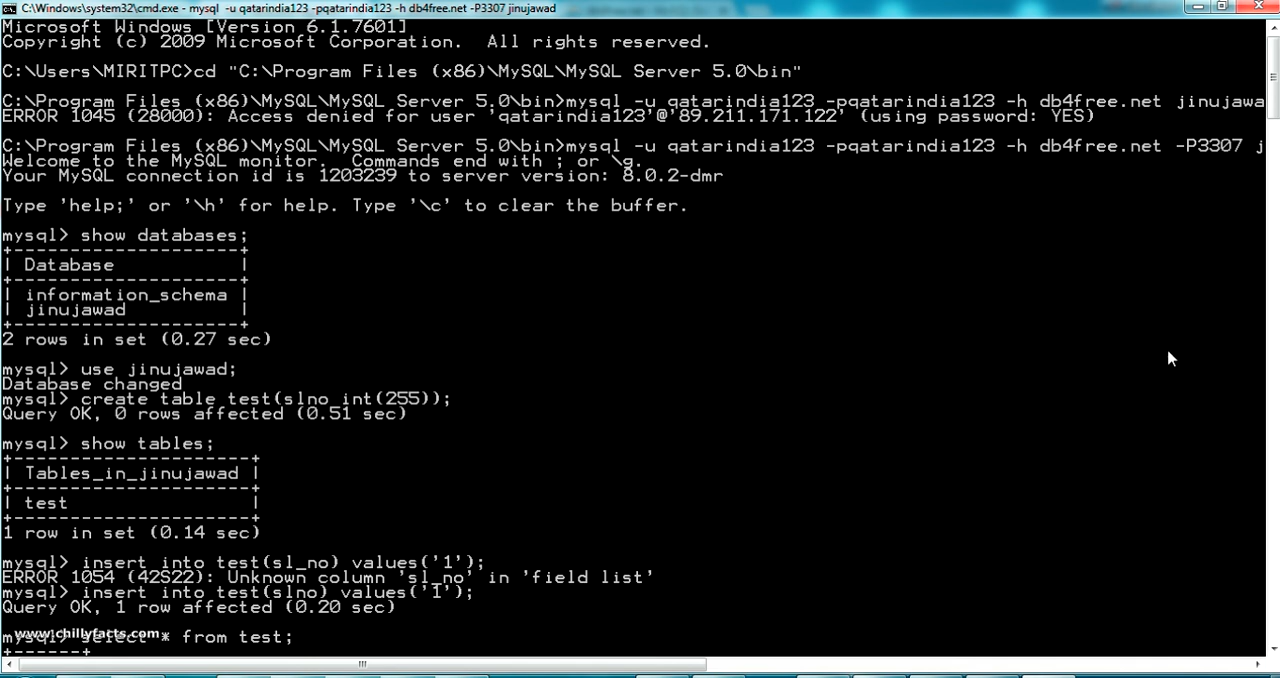 C:\Windows\system32\cmd.exe - mysql -u qatarindia123 -pqatarindia123 -h db4free.net -P3307 jinujawad
Microsoft Windows [Version 6.1.7601]
Copyright (c) 2009 Microsoft Corporation.  All rights reserved.
C:\Users\MIRITPC>cd "C:\Program Files (x86)\MySQL\MySQL Server 5.0\bin"
C:\Program Files (x86)\MySQL\MySQL Server 5.0\bin>mysql -u qatarindia123 -pqatarindia123 -h db4free.net jinujawa
ERROR 1045 (28000): Access denied for user 'qatarindia123'@'89.211.171.122' (using password: YES)
C:\Program Files (x86)\MySQL\MySQL Server 5.0\bin>mysql -u qatarindia123 -pqatarindia123 -h db4free.net -P3307 j
Welcome to the MySQL monitor.  Commands end with ; or \g.
Your MySQL connection id is 1203239 to server version: 8.0.2-dmr
Type 'help;' or '\h' for help. Type '\c' to clear the buffer.
mysql> show databases;
+--------------------+
| Database           |
+--------------------+
| information_schema |
| jinujawad          |
+--------------------+
2 rows in set (0.27 sec)
mysql> use jinujawad;
Database changed
mysql> create table test(slno int(255));
Query OK, 0 rows affected (0.51 sec)
mysql> show tables;
+---------------------+
| Tables_in_jinujawad |
+---------------------+
| test                |
+---------------------+
1 row in set (0.14 sec)
mysql> insert into test(sl_no) values('1');
ERROR 1054 (42S22): Unknown column 'sl_no' in 'field list'
mysql> insert into test(slno) values('1');
Query OK, 1 row affected (0.20 sec)
www.chillyfacts.com
mysql> select * from test;
+------+